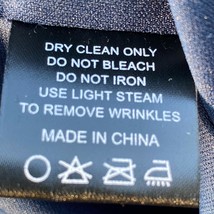 DRY CLEAN ONLY
DO NOT BLEACH
DO NOT IRON
USE LIGHT STEAM
TO REMOVE WRINKLES
MADE IN CHINA